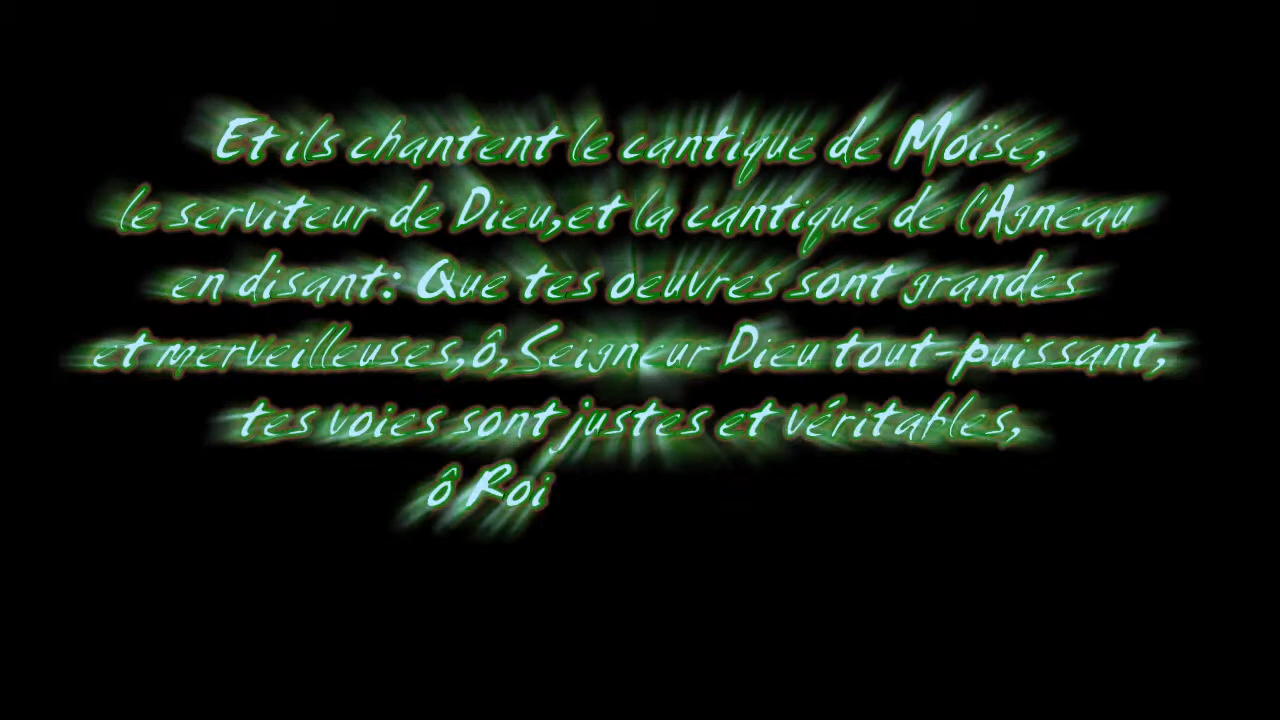 Et ils chantent le cantique de Moïse,
le serviteur de Dieu,et la cantique de l'Agneau
en disant: Que tes oeuvres sont grandes
et merveilleuses,ô,Seigneur Dieu tout-puissant,
tes voies sont justes et véritables,
ô Roi